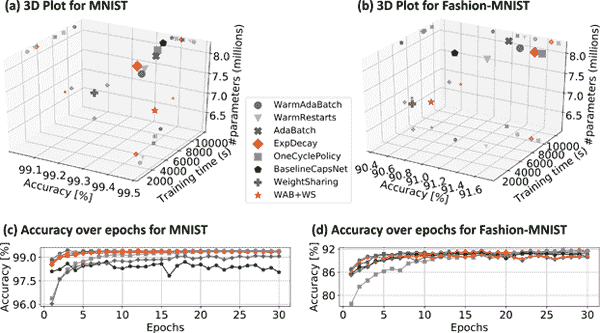 (a) 3D Plot for MNIST
(b) 3D Plot for Fashion-MNIST
8.0
7.5
7.0
6.5
#parameters (millions)
10000
8000
6000
4000
2000
Training time (s)
99.1
99.2
99.3
99.4
99.5
Accuracy [%]
WarmAdaBatch
WarmRestarts
AdaBatch
ExpDecay
OneCyclePolicy
BaselineCapsNet
WeightSharing
WAB+WS
8.0
7.5
7.0
6.5
#parameters (millions)
10000
8000
6000
4000
2000
Training time (s)
90.4
90.6
90.8
91.0
91.2
91.4
91.6
Accuracy [%]
(c) Accuracy over epochs for MNIST
Accuracy [%]
99.0
97.5
96.0
0 5 10 15 20 25 30
Epochs
(d) Accuracy over epochs for Fashion-MNIST
Accuracy [%]
92
86
80
0 5 10 15 20 25 30
Epochs